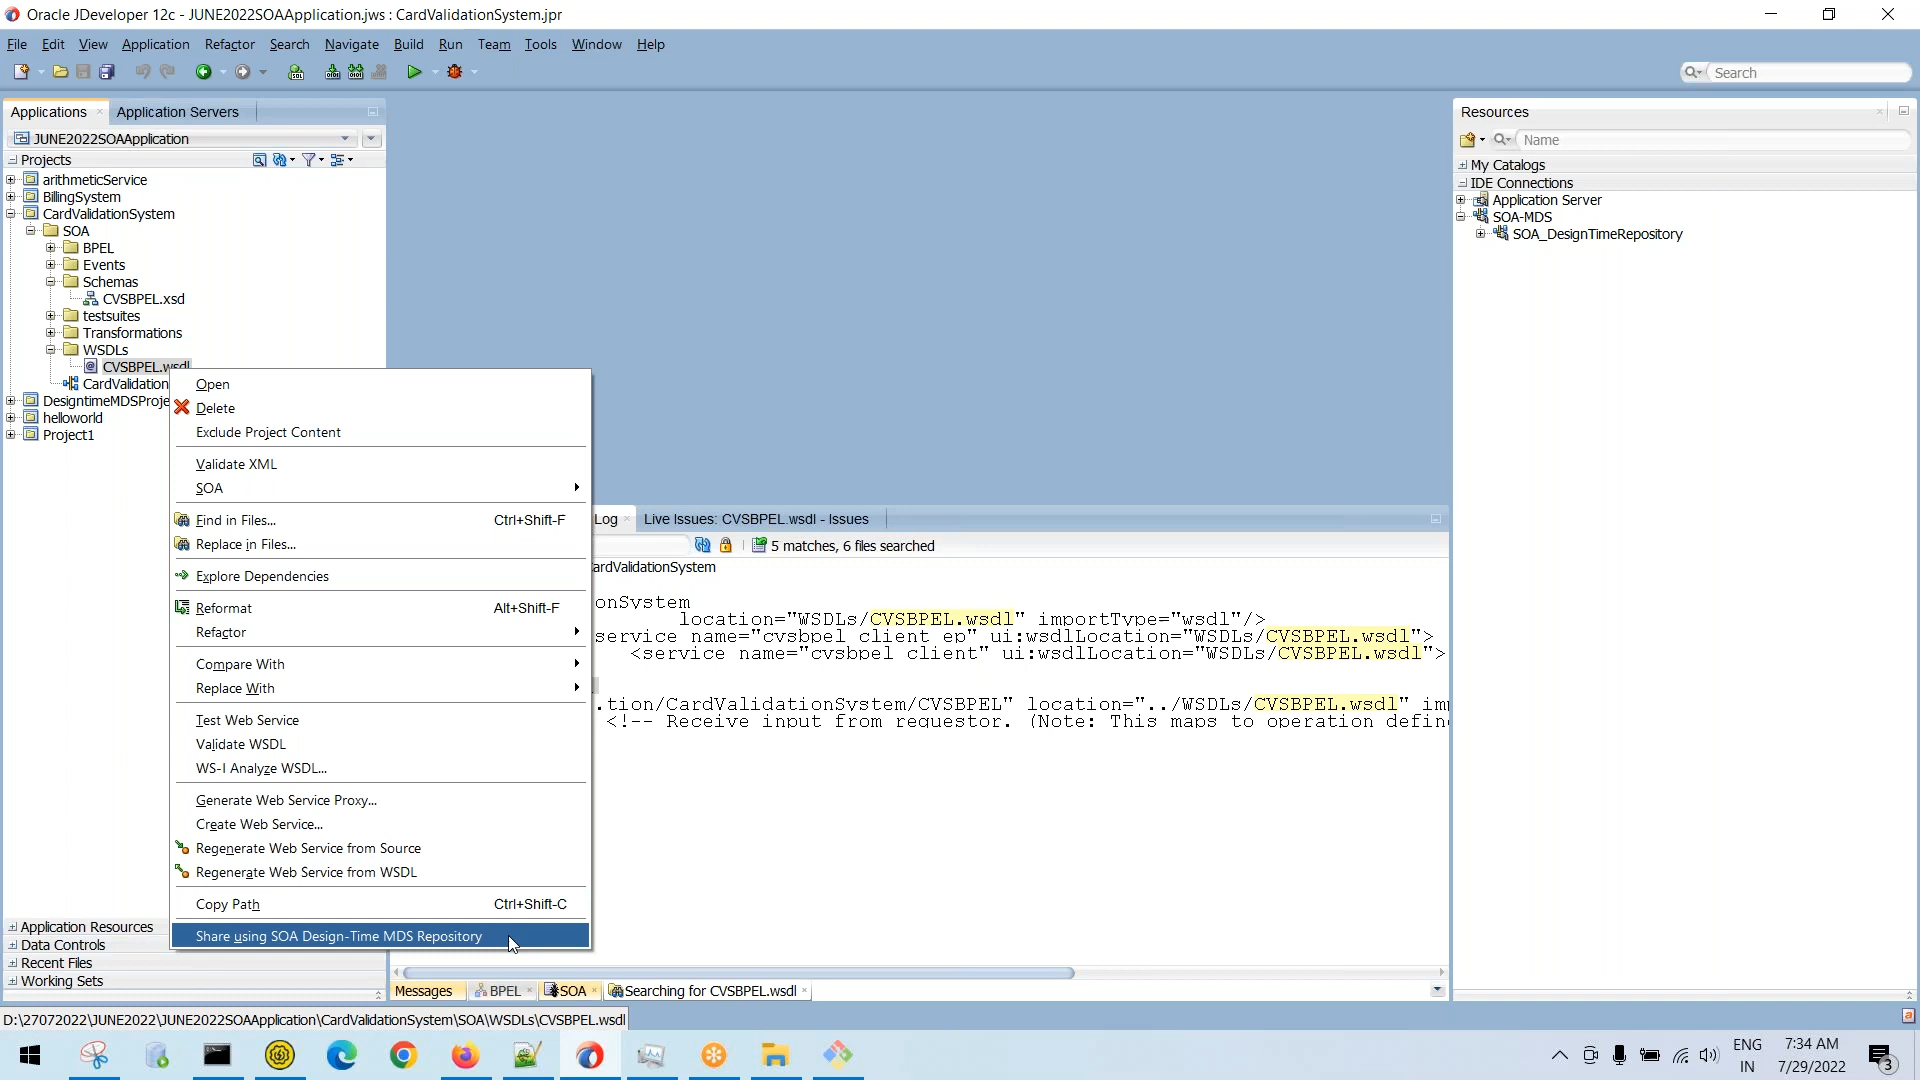 Oracle JDeveloper 12c - JUNE2022SOAApplication.jws : CardValidationSystem.jpr
File Edit View Application Refactor Search Navigate Build Run Team Tools Window Help
Search
Applications Application Servers
JUNE2022SOAApplication
Projects
arithmeticService
BillingSystem
CardValidationSystem
SOA
BPEL
Events
Schemas
CVSBPEL.xsd
testsuites
Transformations
WSDLs
CVSBPEL.wsdl
CardValidation
DesigntimeMDSProje
helloworld
Project1
Application Resources
Data Controls
Recent Files
Working Sets
Open
Delete
Exclude Project Content
Validate XML
SOA
Find in Files... Ctrl+Shift-F
Replace in Files...
Explore Dependencies
Reformat Alt+Shift-F
Refactor
Compare With
Replace With
Test Web Service
Validate WSDL
WS-I Analyze WSDL...
Generate Web Service Proxy...
Create Web Service...
Regenerate Web Service from Source
Regenerate Web Service from WSDL
Copy Path Ctrl+Shift-C
Share using SOA Design-Time MDS Repository
Log Live Issues: CVSBPEL.wsdl - Issues
5 matches, 6 files searched
ardValidationSystem
onSystem
location="WSDLs/CVSBPEL.wsdl" importType="wsdl"/>
service name="cvsbpel_client_ep" ui:wsdlLocation="WSDLs/CVSBPEL.wsdl">
<service name="cvsbpel_client" ui:wsdlLocation="WSDLs/CVSBPEL.wsdl">
.tion/CardValidationSystem/CVSBPEL" location="../WSDLs/CVSBPEL.wsdl" im
<!-- Receive input from requestor. (Note: This maps to operation defin
Messages BPEL SOA Searching for CVSBPEL.wsdl
Resources
Name
My Catalogs
IDE Connections
Application Server
SOA-MDS
SOA_DesignTimeRepository
D:\27072022\JUNE2022\JUNE2022SOAApplication\CardValidationSystem\SOA\WSDLs\CVSBPEL.wsdl
ENG
IN
7:34 AM
7/29/2022
3